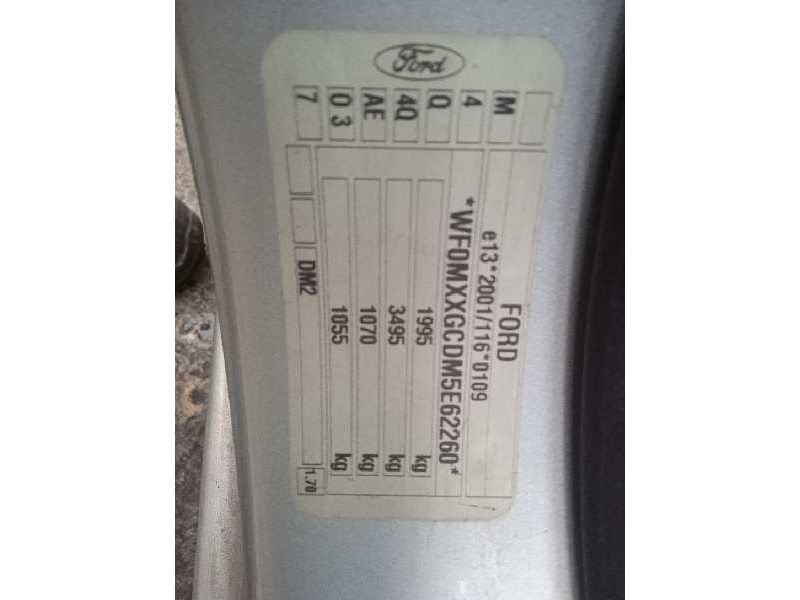 Ford
FORD
e13*2001/116*0109
*WF0MXXGCDM5E62260*
1995 kg
3495 kg
1070 kg
1055 kg
DM2 1.70
M
4
Q
4Q
AE
0 3
7